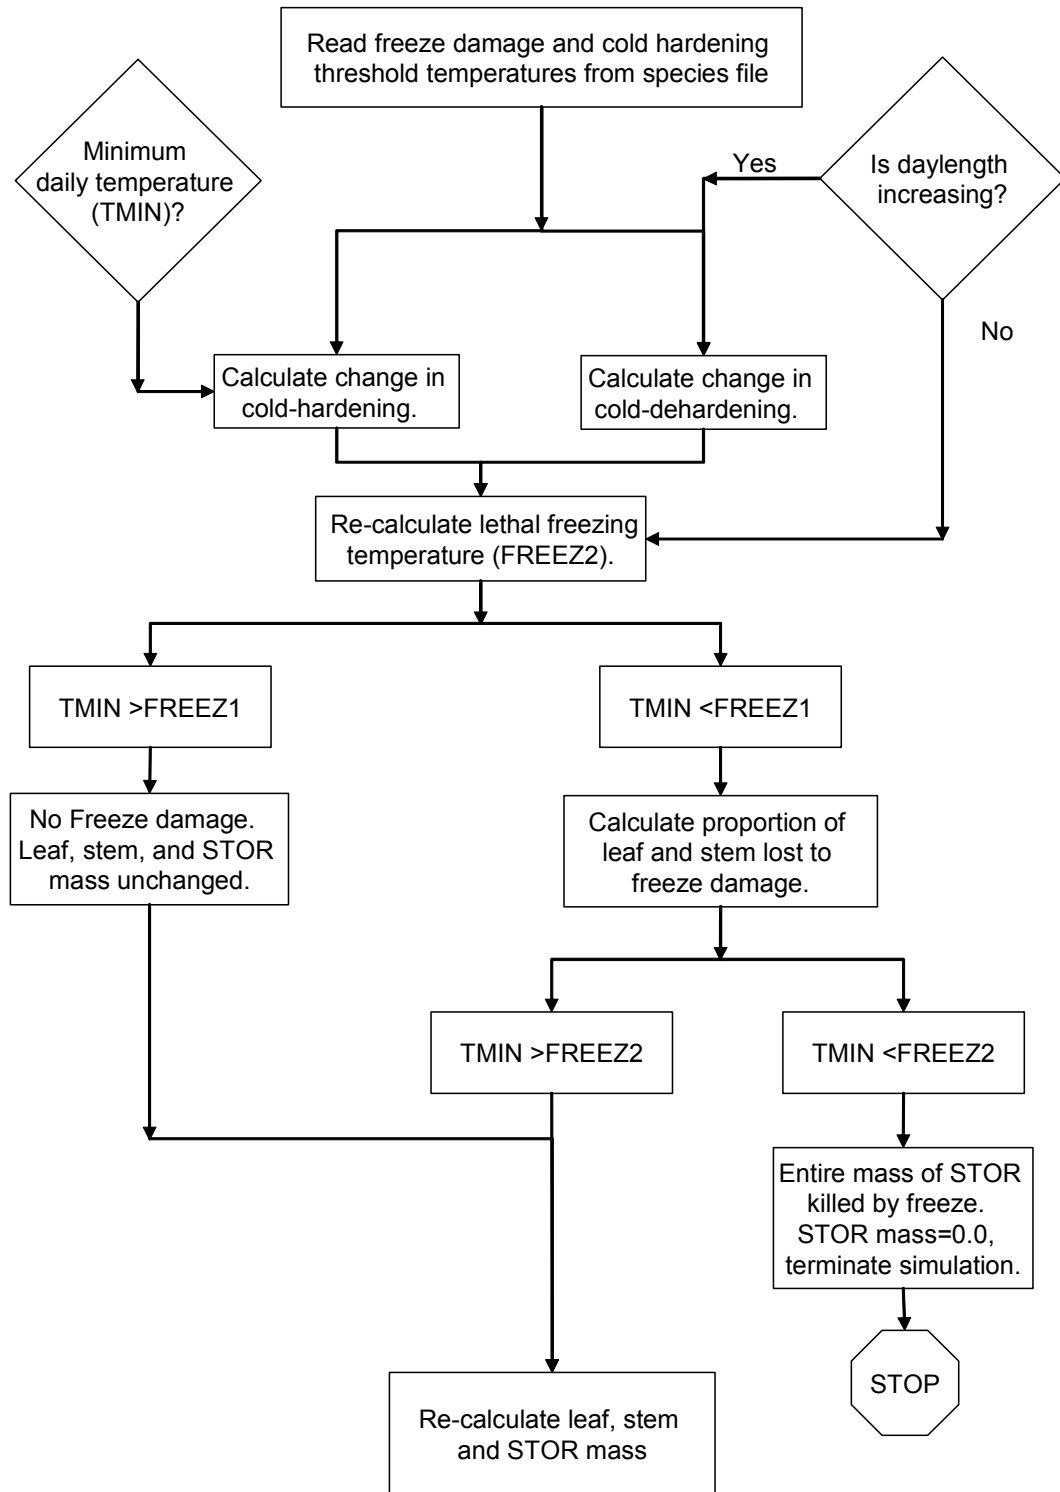 Read freeze damage and cold hardening
threshold temperatures from species file
Minimum
daily temperature
(TMIN)?
Yes
Is daylength
increasing?
No
Calculate change in
cold-hardening.
Calculate change in
cold-dehardening.
Re-calculate lethal freezing
temperature (FREEZ2).
TMIN >FREEZ1
TMIN <FREEZ1
No Freeze damage.
Leaf, stem, and STOR
mass unchanged.
Calculate proportion of
leaf and stem lost to
freeze damage.
TMIN >FREEZ2
TMIN <FREEZ2
Entire mass of STOR
killed by freeze.
STOR mass=0.0,
terminate simulation.
STOP
Re-calculate leaf, stem
and STOR mass